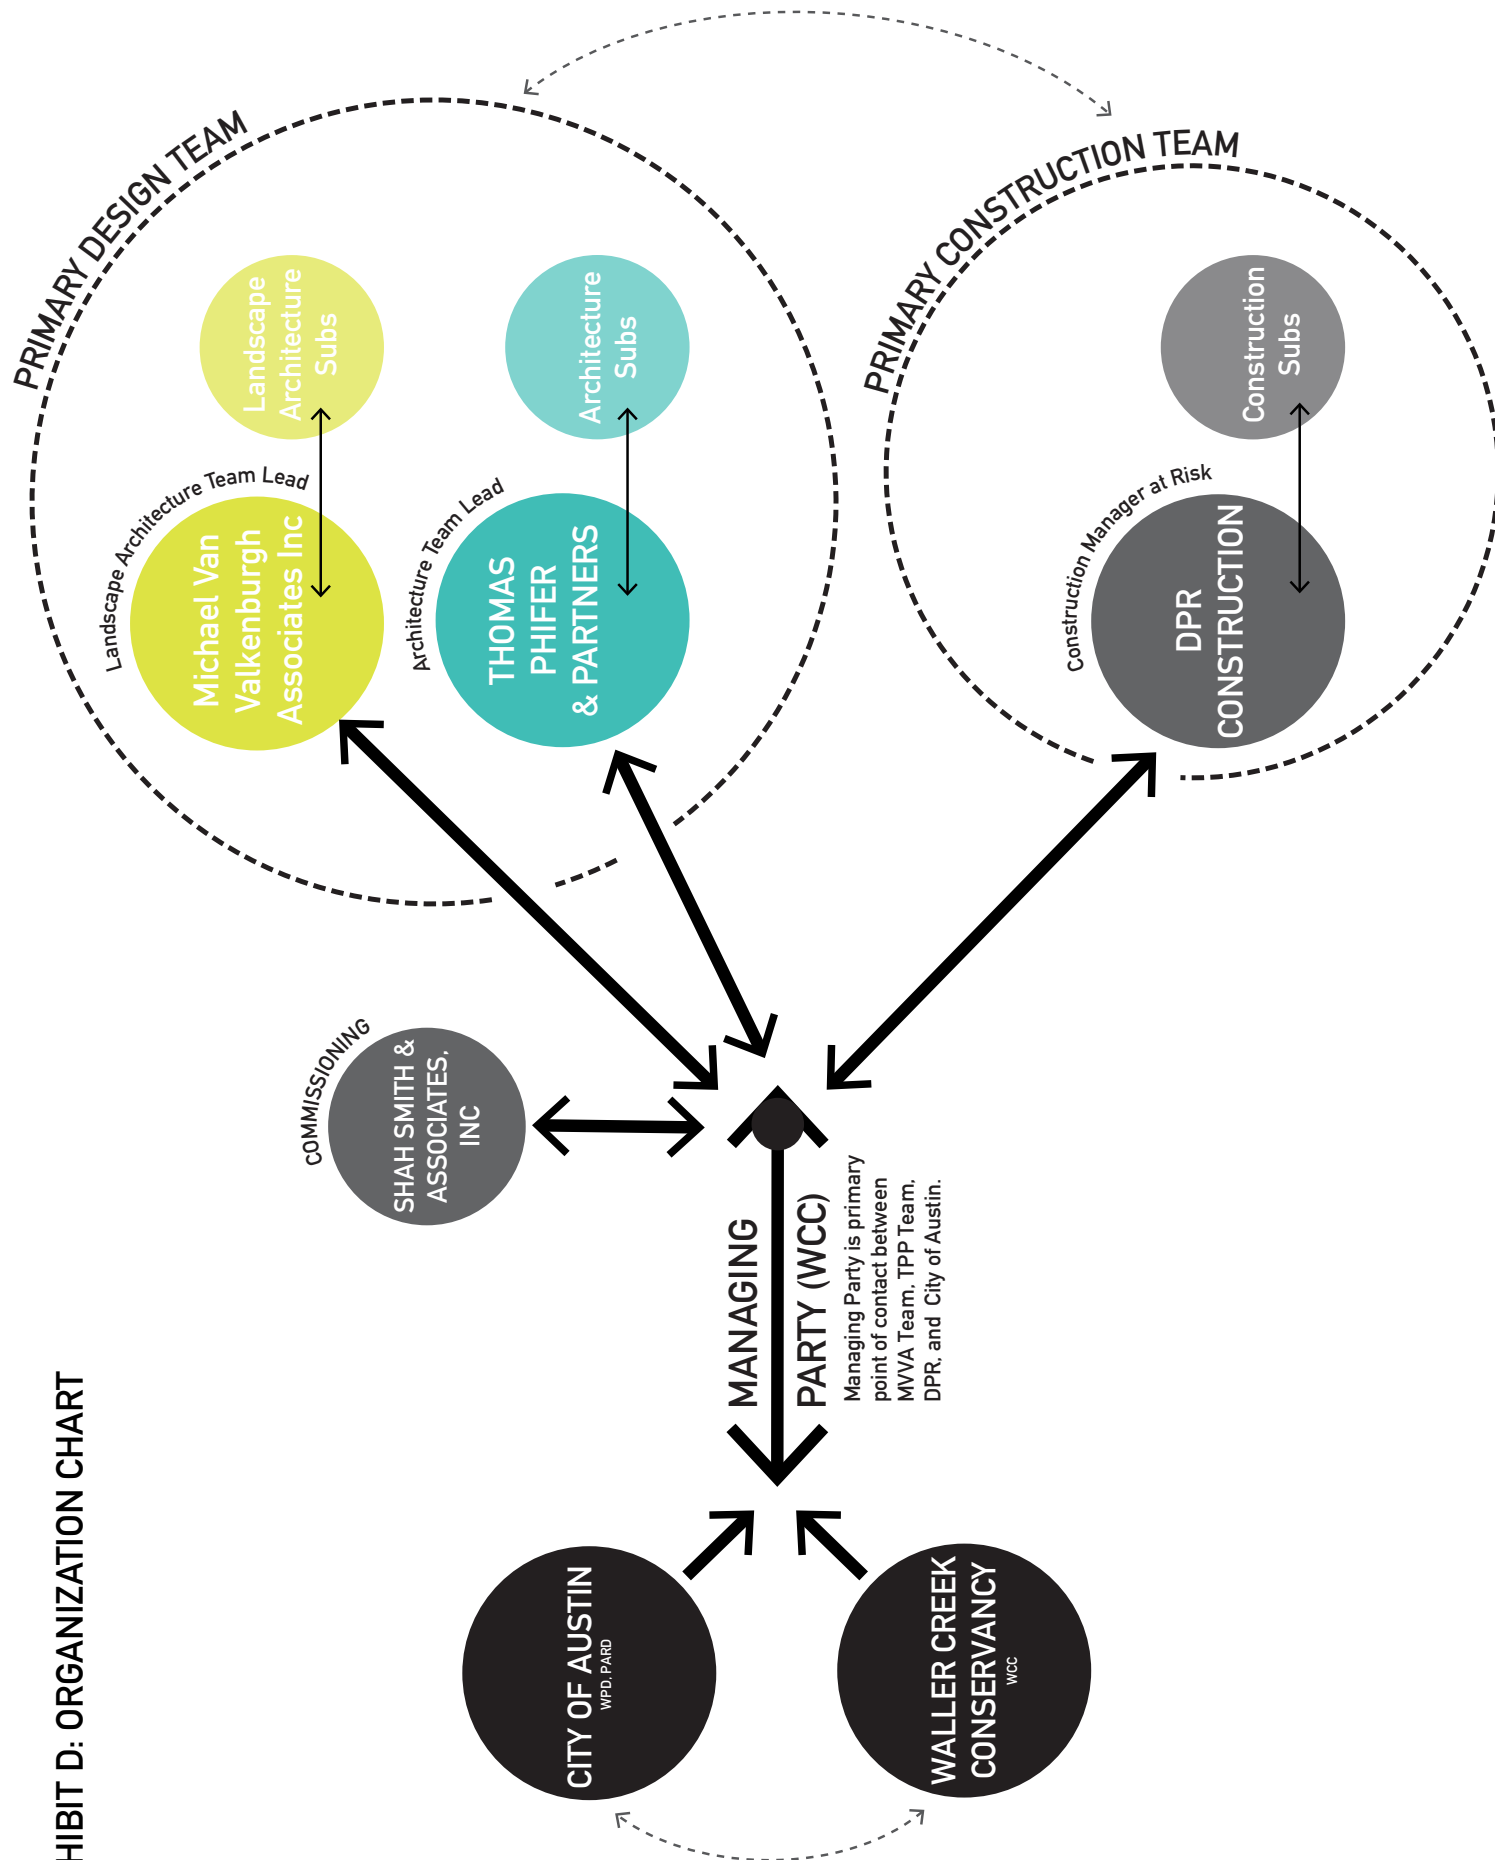 HIBIT D: ORGANIZATION CHART
CITY OF AUSTIN
WPD, PARD
WALLER CREEK
CONSERVANCY
WCC
MANAGING
PARTY (WCC)
Managing Party is primary
point of contact between
MVVA Team, TPP Team,
DPR, and City of Austin.
COMMISSIONING
SHAH SMITH &
ASSOCIATES,
INC
PRIMARY DESIGN TEAM
Landscape Architecture Team Lead
Michael Van
Valkenburgh
Associates Inc
Landscape
Architecture
Subs
Architecture Team Lead
THOMAS
PHIFER
& PARTNERS
Architecture
Subs
PRIMARY CONSTRUCTION TEAM
Construction Manager at Risk
DPR
CONSTRUCTION
Construction
Subs